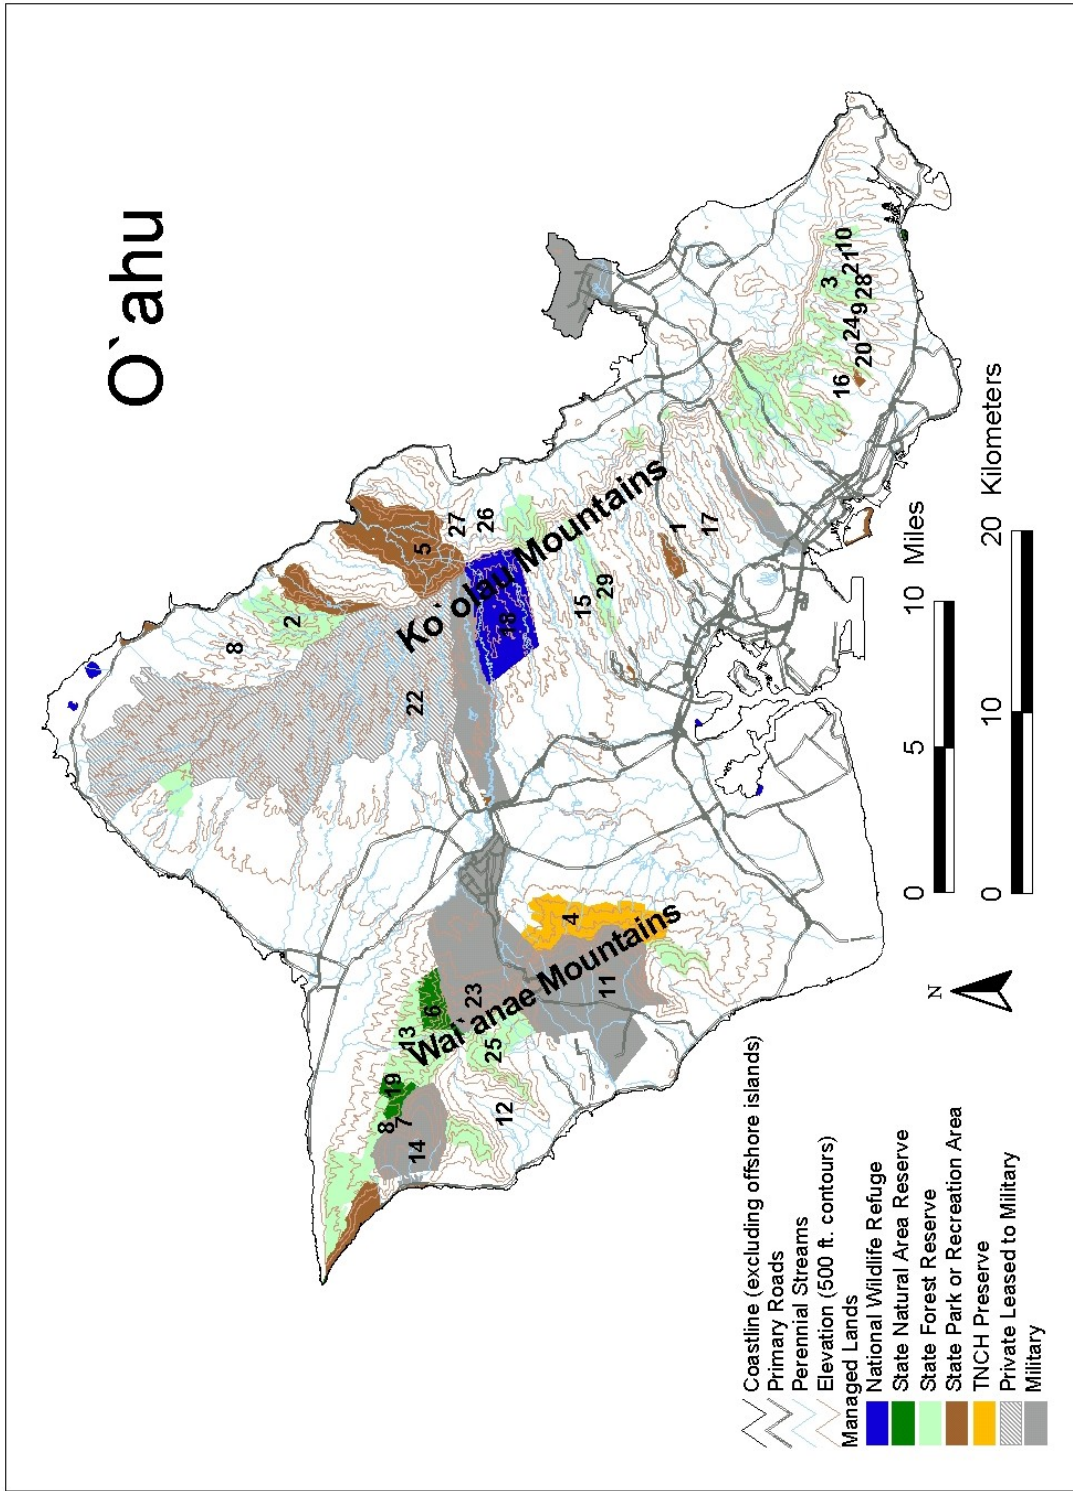 O`ahu
Ko`olau Mountains
Wai`anae Mountains
8
2
5
27
26
22
18
15
29
1
17
16
20
24
9
28
3
21
10
4
11
23
6
13
19
8
7
14
25
12
N
0 5 10 Miles
0 10 20 Kilometers
Coastline (excluding offshore islands)
Primary Roads
Perennial Streams
Elevation (500 ft. contours)
Managed Lands
National Wildlife Refuge
State Natural Area Reserve
State Forest Reserve
State Park or Recreation Area
TNCH Preserve
Private Leased to Military
Military